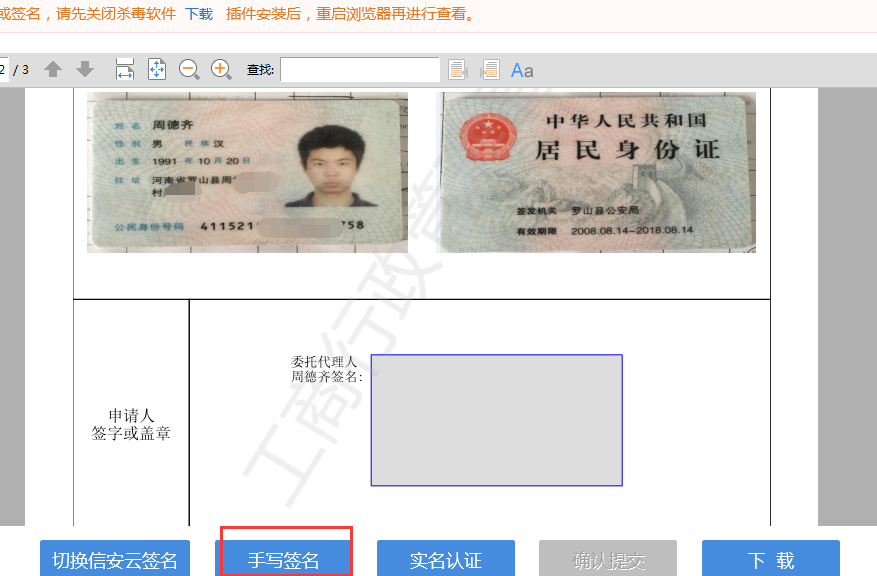 或签名，请先关闭杀毒软件 下载 插件安装后，重启浏览器再进行查看。
2 / 3 查找: Aa
姓名 周德齐
性别 男 民族 汉
出生 1991 年 10 月 20 日
住址 河南省罗山县周
村
公民身份号码 411521 758
中华人民共和国
居民身份证
签发机关 罗山县公安局
有效期限 2008.08.14-2018.08.14
工商行政管
委托代理人
周德齐签名:
申请人
签字或盖章
切换信安云签名 手写签名 实名认证 确认提交 下 载